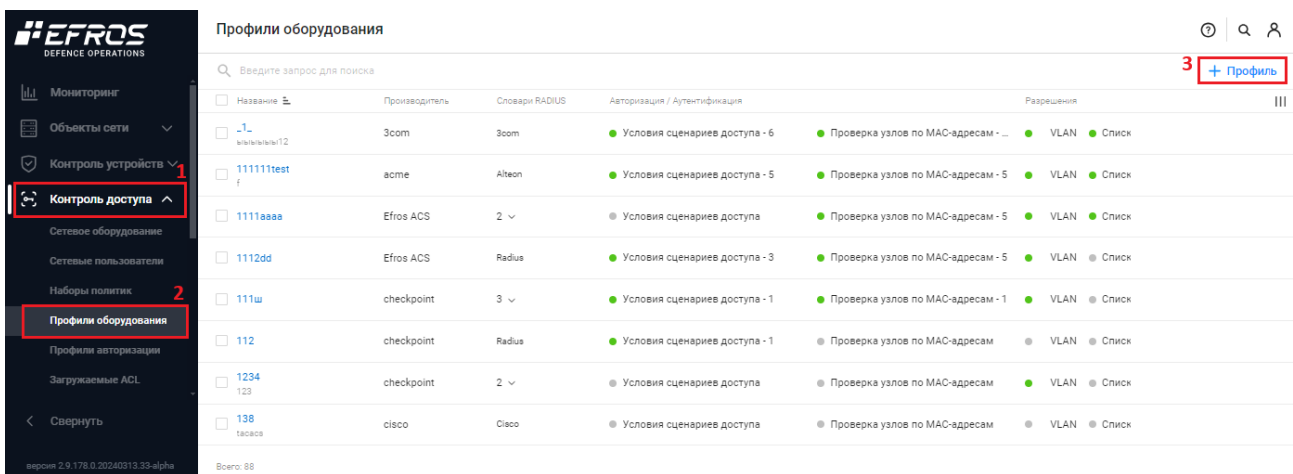 EFROS
DEFENCE OPERATIONS
Профили оборудования
Введите запрос для поиска
3
+ Профиль
Мониторинг
Объекты сети
Контроль устройств
1
Контроль доступа
Сетевое оборудование
Сетевые пользователи
Наборы политик
2
Профили оборудования
Профили авторизации
Загружаемые ACL
Свернуть
версия 2.9.178.0.20240313.33-alpha
Название Производитель Словари RADIUS Авторизация / Аутентификация Разрешения
_1_ 3com 3com Условия сценариев доступа - 6 Проверка узлов по MAC-адресам - ... VLAN Списк
ыыыыыы12
111111test acme Alteon Условия сценариев доступа - 5 Проверка узлов по MAC-адресам - 5 VLAN Списк
f
1111aaaa Efros ACS 2 Условия сценариев доступа Проверка узлов по MAC-адресам - 5 VLAN Списк
1112dd Efros ACS Radius Условия сценариев доступа - 3 Проверка узлов по MAC-адресам - 5 VLAN Списк
111ш checkpoint 3 Условия сценариев доступа - 1 Проверка узлов по MAC-адресам - 1 VLAN Списк
112 checkpoint Radius Условия сценариев доступа - 1 Проверка узлов по MAC-адресам VLAN Списк
1234 checkpoint 2 Условия сценариев доступа Проверка узлов по MAC-адресам VLAN Списк
123
138 cisco Cisco Условия сценариев доступа Проверка узлов по MAC-адресам VLAN Списк
tacacs
Всего: 88